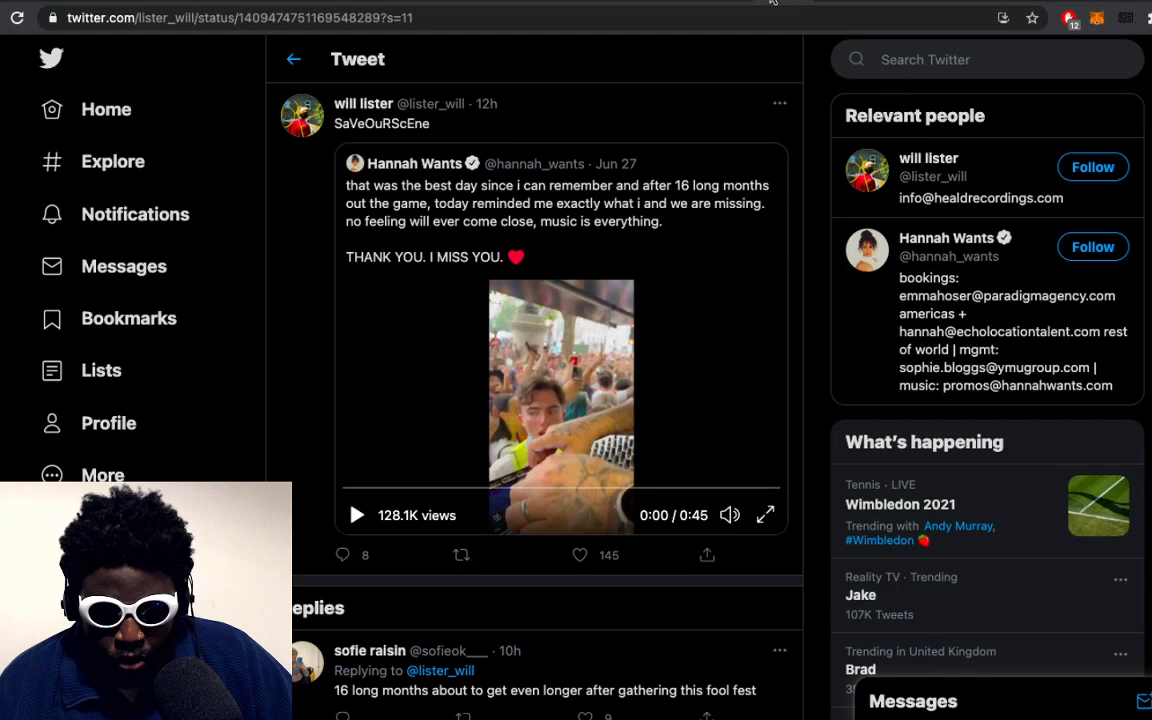 twitter.com/lister_will/status/1409474751169548289?s=11
12
Home
Explore
Notifications
Messages
Bookmarks
Lists
Profile
More
Tweet
will lister @lister_will · 12h
SaVeOuRScEne
Hannah Wants @hannah_wants · Jun 27
that was the best day since i can remember and after 16 long months
out the game, today reminded me exactly what i and we are missing.
no feeling will ever come close, music is everything.
THANK YOU. I MISS YOU. ❤️
128.1K views
0:00 / 0:45
8
145
eplies
sofie raisin @sofieok___ · 10h
Replying to @lister_will
16 long months about to get even longer after gathering this fool fest
9
Search Twitter
Relevant people
will lister
@lister_will
Follow
info@healdrecordings.com
Hannah Wants
@hannah_wants
Follow
bookings:
emmahoser@paradigmagency.com
americas +
hannah@echolocationtalent.com rest
of world | mgmt:
sophie.bloggs@ymugroup.com |
music: promos@hannahwants.com
What's happening
Tennis · LIVE
Wimbledon 2021
Trending with Andy Murray,
#Wimbledon 🍓
Reality TV · Trending
Jake
107K Tweets
Trending in United Kingdom
Brad
Messages